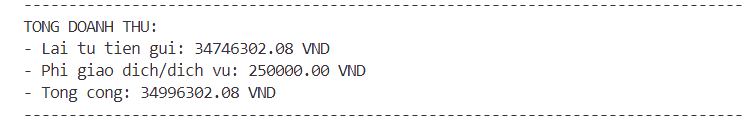 --------------------------------------------------------------------------------
TONG DOANH THU:
- Lai tu tien gui: 34746302.08 VND
- Phi giao dich/dich vu: 250000.00 VND
- Tong cong: 34996302.08 VND
--------------------------------------------------------------------------------